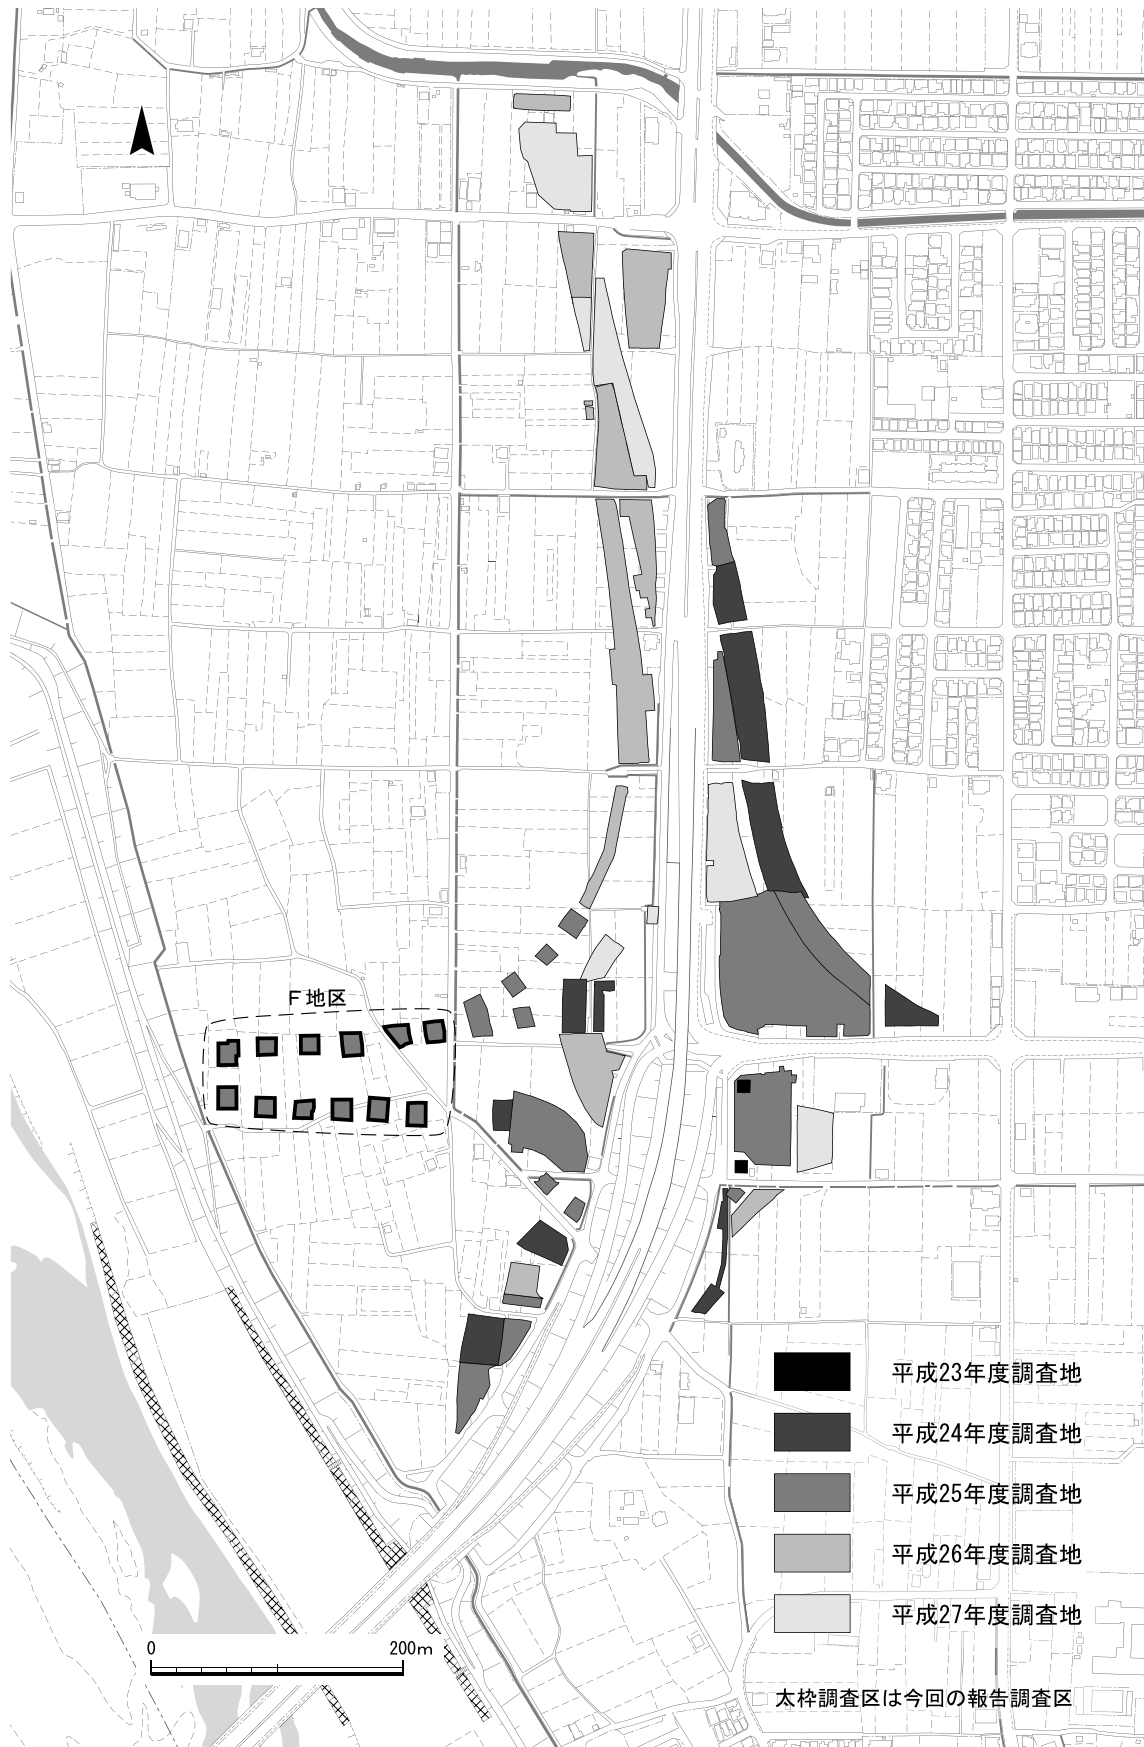 F地区
平成23年度調査地
平成24年度調査地
平成25年度調査地
平成26年度調査地
平成27年度調査地
0 200m
太枠調査区は今回の報告調査区